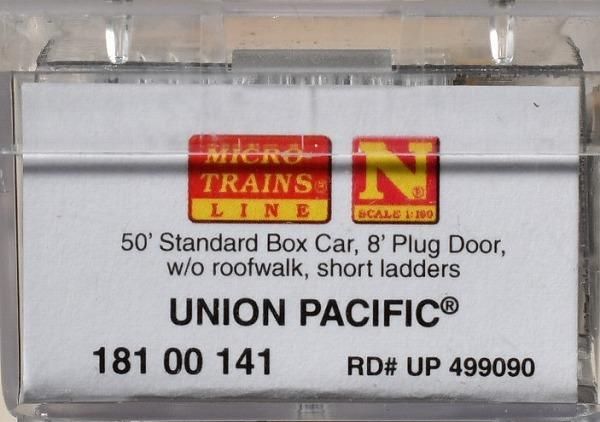 MICRO-
TRAINS®
LINE
N®
SCALE 1:160
50' Standard Box Car, 8' Plug Door,
w/o roofwalk, short ladders
UNION PACIFIC®
181 00 141
RD# UP 499090